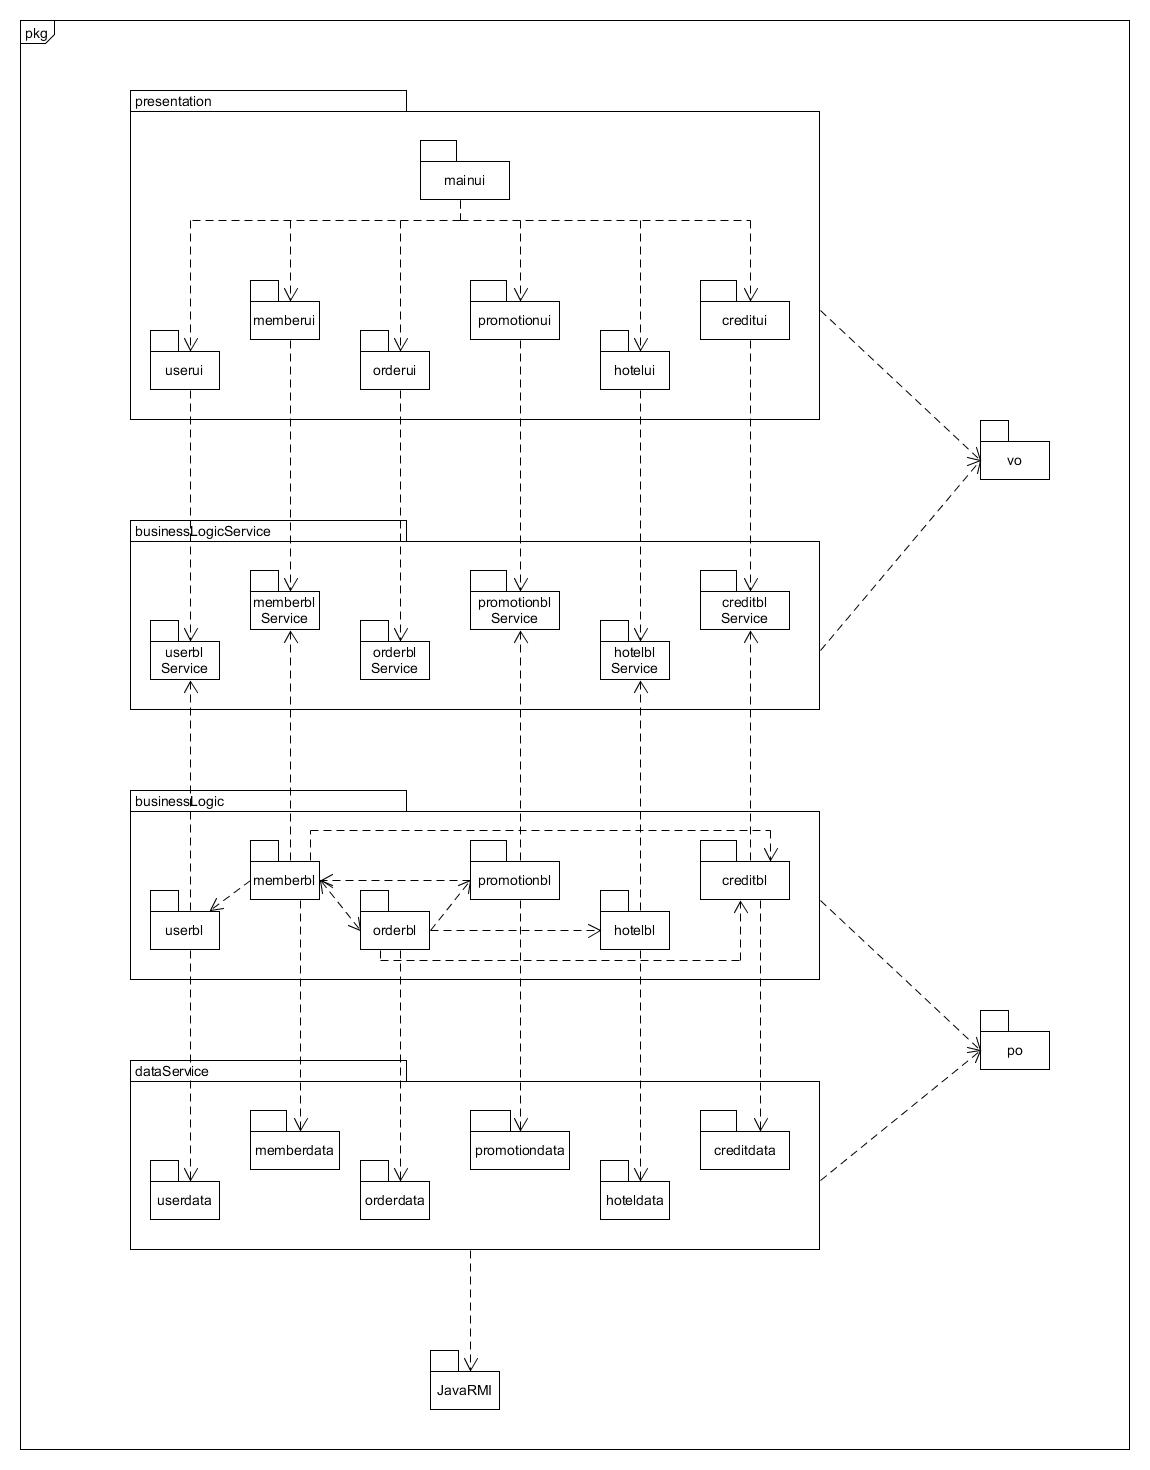 pkg
presentation
mainui
memberui
promotionui
creditui
userui
orderui
hotelui
vo
businessLogicService
memberbl
Service
promotionbl
Service
creditbl
Service
userbl
Service
orderbl
Service
hotelbl
Service
businessLogic
memberbl
promotionbl
creditbl
userbl
orderbl
hotelbl
po
dataService
memberdata
promotiondata
creditdata
userdata
orderdata
hoteldata
JavaRMI